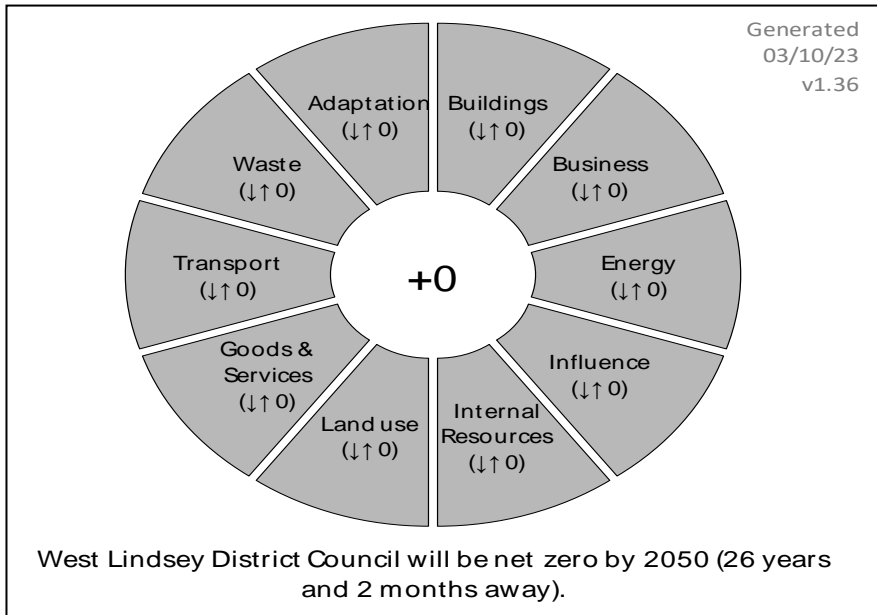 Generated
03/10/23
v1.36
Adaptation
(↓↑ 0)
Buildings
(↓↑ 0)
Business
(↓↑ 0)
Energy
(↓↑ 0)
Influence
(↓↑ 0)
Internal
Resources
(↓↑ 0)
Land use
(↓↑ 0)
Goods &
Services
(↓↑ 0)
Transport
(↓↑ 0)
Waste
(↓↑ 0)
+0
West Lindsey District Council will be net zero by 2050 (26 years
and 2 months away).